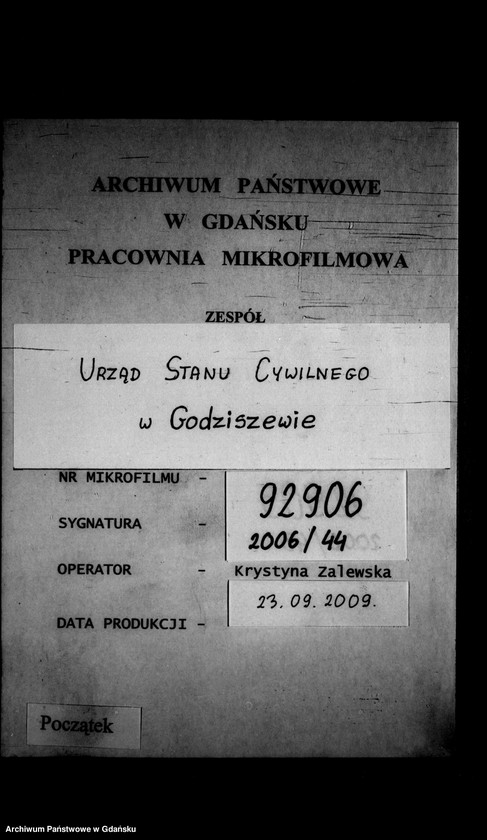 ARCHIWUM PAŃSTWOWE
W GDAŃSKU
PRACOWNIA MIKROFILMOWA
ZESPÓŁ
URZĄD STANU CYWILNEGO
w Godziszewie
NR MIKROFILMU - 92906
SYGNATURA - 2006/44
OPERATOR - Krystyna Zalewska
DATA PRODUKCJI - 23.09.2009.
Początek
Archiwum Państwowe w Gdańsku